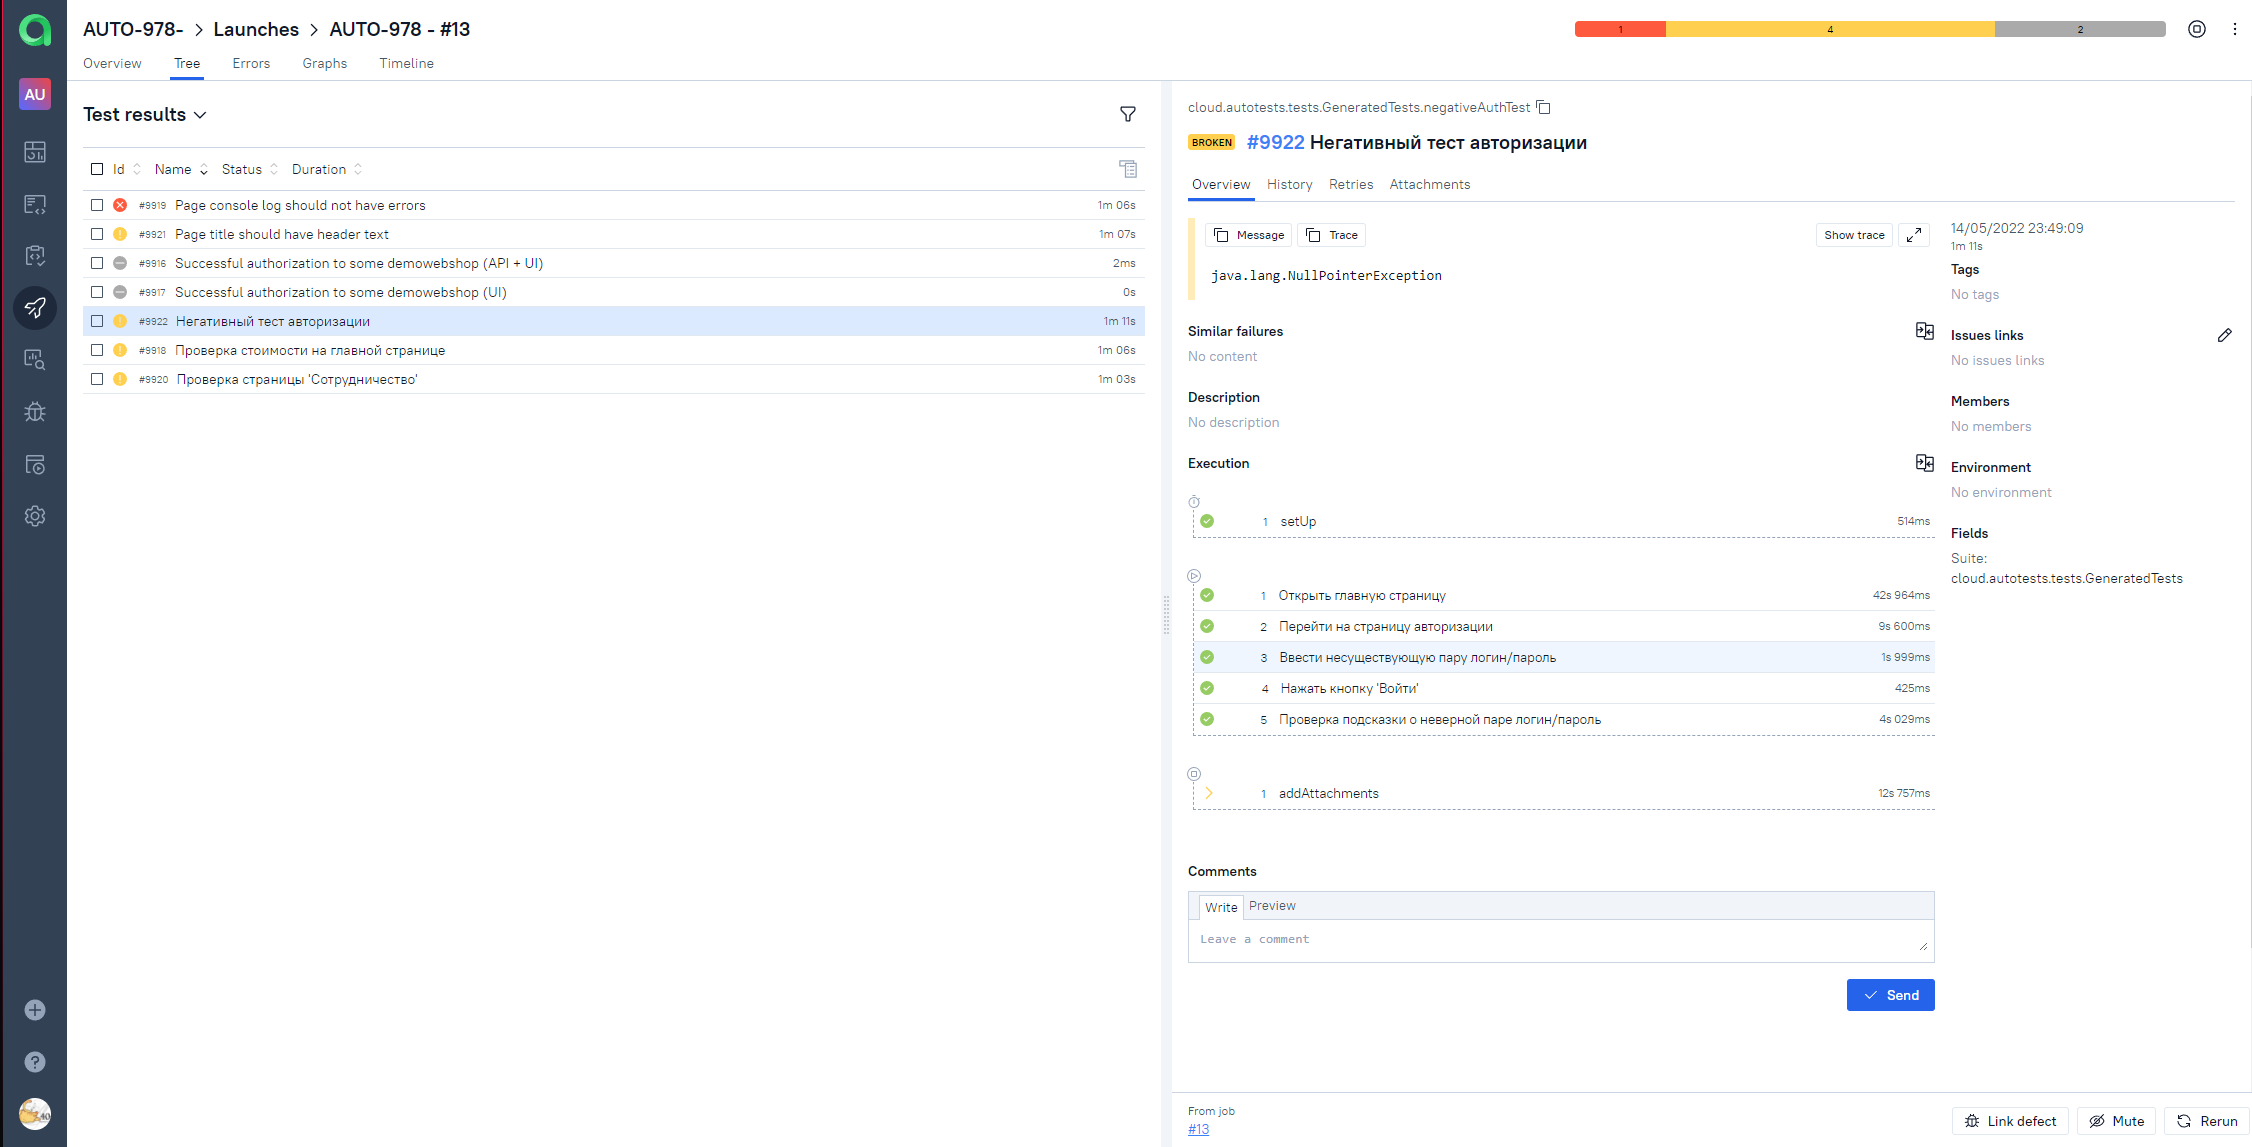 AUTO-978- > Launches > AUTO-978 - #13
1 4 2
Overview Tree Errors Graphs Timeline
AU
Test results
Id Name Status Duration
#9919 Page console log should not have errors 1m 06s
#9921 Page title should have header text 1m 07s
#9916 Successful authorization to some demowebshop (API + UI) 2ms
#9917 Successful authorization to some demowebshop (UI) 0s
#9922 Негативный тест авторизации 1m 11s
#9918 Проверка стоимости на главной странице 1m 06s
#9920 Проверка страницы 'Сотрудничество' 1m 03s
cloud.autotests.tests.GeneratedTests.negativeAuthTest
BROKEN #9922 Негативный тест авторизации
Overview History Retries Attachments
Message Trace Show trace
java.lang.NullPointerException
Similar failures
No content
Description
No description
Execution
1 setUp 514ms
1 Открыть главную страницу 42s 964ms
2 Перейти на страницу авторизации 9s 600ms
3 Ввести несуществующую пару логин/пароль 1s 999ms
4 Нажать кнопку 'Войти' 425ms
5 Проверка подсказки о неверной паре логин/пароль 4s 029ms
1 addAttachments 12s 757ms
Comments
Write Preview
Leave a comment
Send
14/05/2022 23:49:09
1m 11s
Tags
No tags
Issues links
No issues links
Members
No members
Environment
No environment
Fields
Suite:
cloud.autotests.tests.GeneratedTests
From job
#13
Link defect Mute Rerun